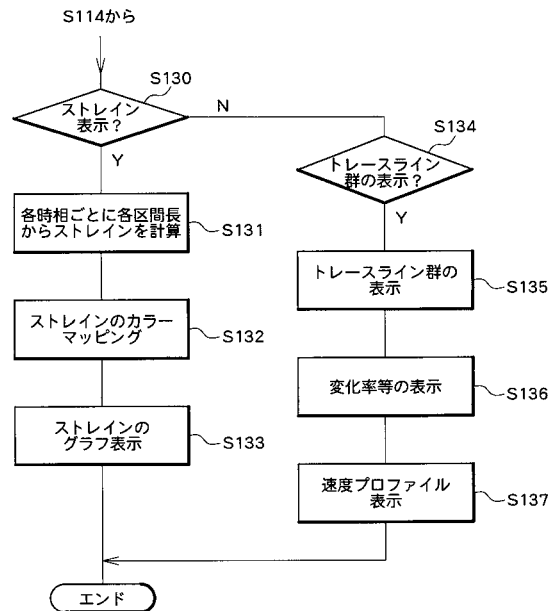 S114から
S130
ストレイン
表示？
N
Y
S134
トレースライン
群の表示？
Y
各時相ごとに各区間長
からストレインを計算
S131
トレースライン群の
表示
S135
ストレインのカラー
マッピング
S132
変化率等の表示
S136
ストレインの
グラフ表示
S133
速度プロファイル
表示
S137
エンド